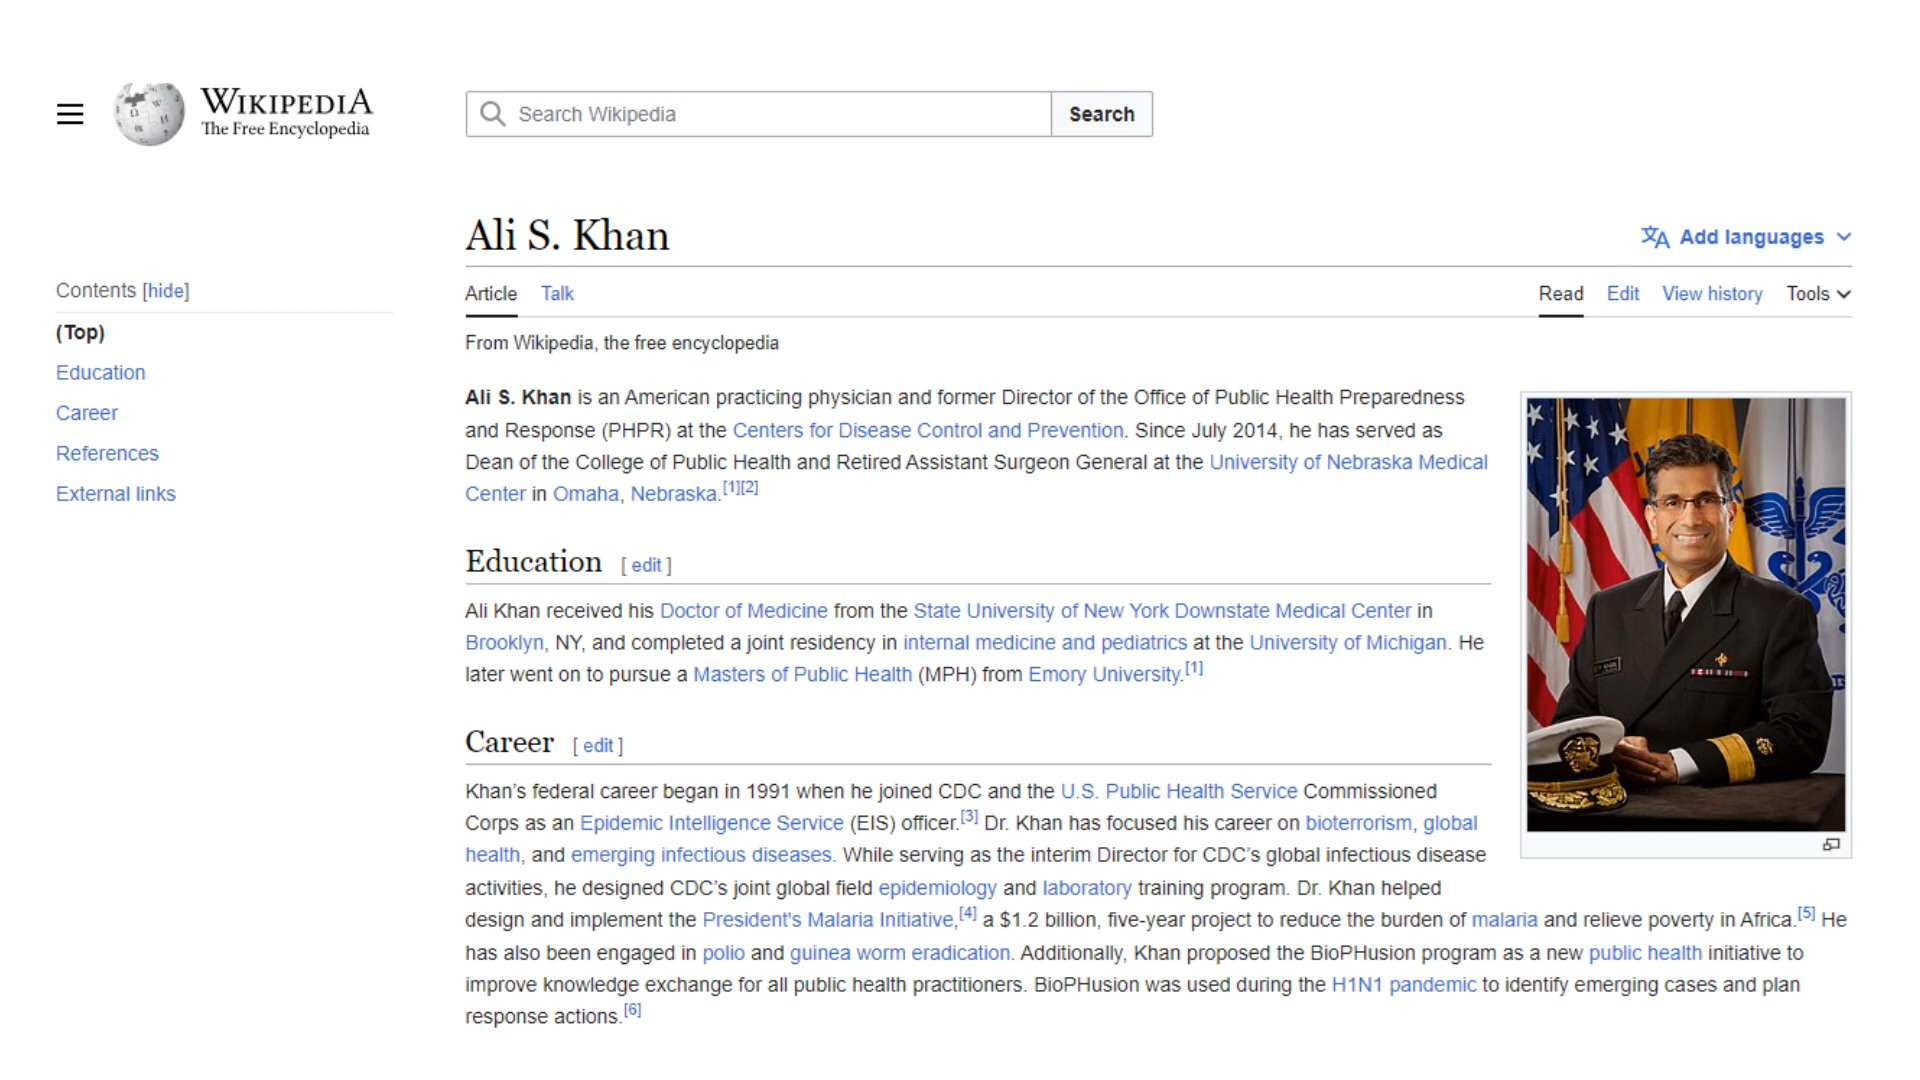 WIKIPEDIA
The Free Encyclopedia
Search Wikipedia
Search
Ali S. Khan
Add languages
Contents [hide]
(Top)
Education
Career
References
External links
Article Talk
Read Edit View history Tools
From Wikipedia, the free encyclopedia
Ali S. Khan is an American practicing physician and former Director of the Office of Public Health Preparedness
and Response (PHPR) at the Centers for Disease Control and Prevention. Since July 2014, he has served as
Dean of the College of Public Health and Retired Assistant Surgeon General at the University of Nebraska Medical
Center in Omaha, Nebraska.[1][2]
Education [ edit ]
Ali Khan received his Doctor of Medicine from the State University of New York Downstate Medical Center in
Brooklyn, NY, and completed a joint residency in internal medicine and pediatrics at the University of Michigan. He
later went on to pursue a Masters of Public Health (MPH) from Emory University.[1]
Career [ edit ]
Khan's federal career began in 1991 when he joined CDC and the U.S. Public Health Service Commissioned
Corps as an Epidemic Intelligence Service (EIS) officer.[3] Dr. Khan has focused his career on bioterrorism, global
health, and emerging infectious diseases. While serving as the interim Director for CDC's global infectious disease
activities, he designed CDC's joint global field epidemiology and laboratory training program. Dr. Khan helped
design and implement the President's Malaria Initiative,[4] a $1.2 billion, five-year project to reduce the burden of malaria and relieve poverty in Africa.[5] He
has also been engaged in polio and guinea worm eradication. Additionally, Khan proposed the BioPHusion program as a new public health initiative to
improve knowledge exchange for all public health practitioners. BioPHusion was used during the H1N1 pandemic to identify emerging cases and plan
response actions.[6]